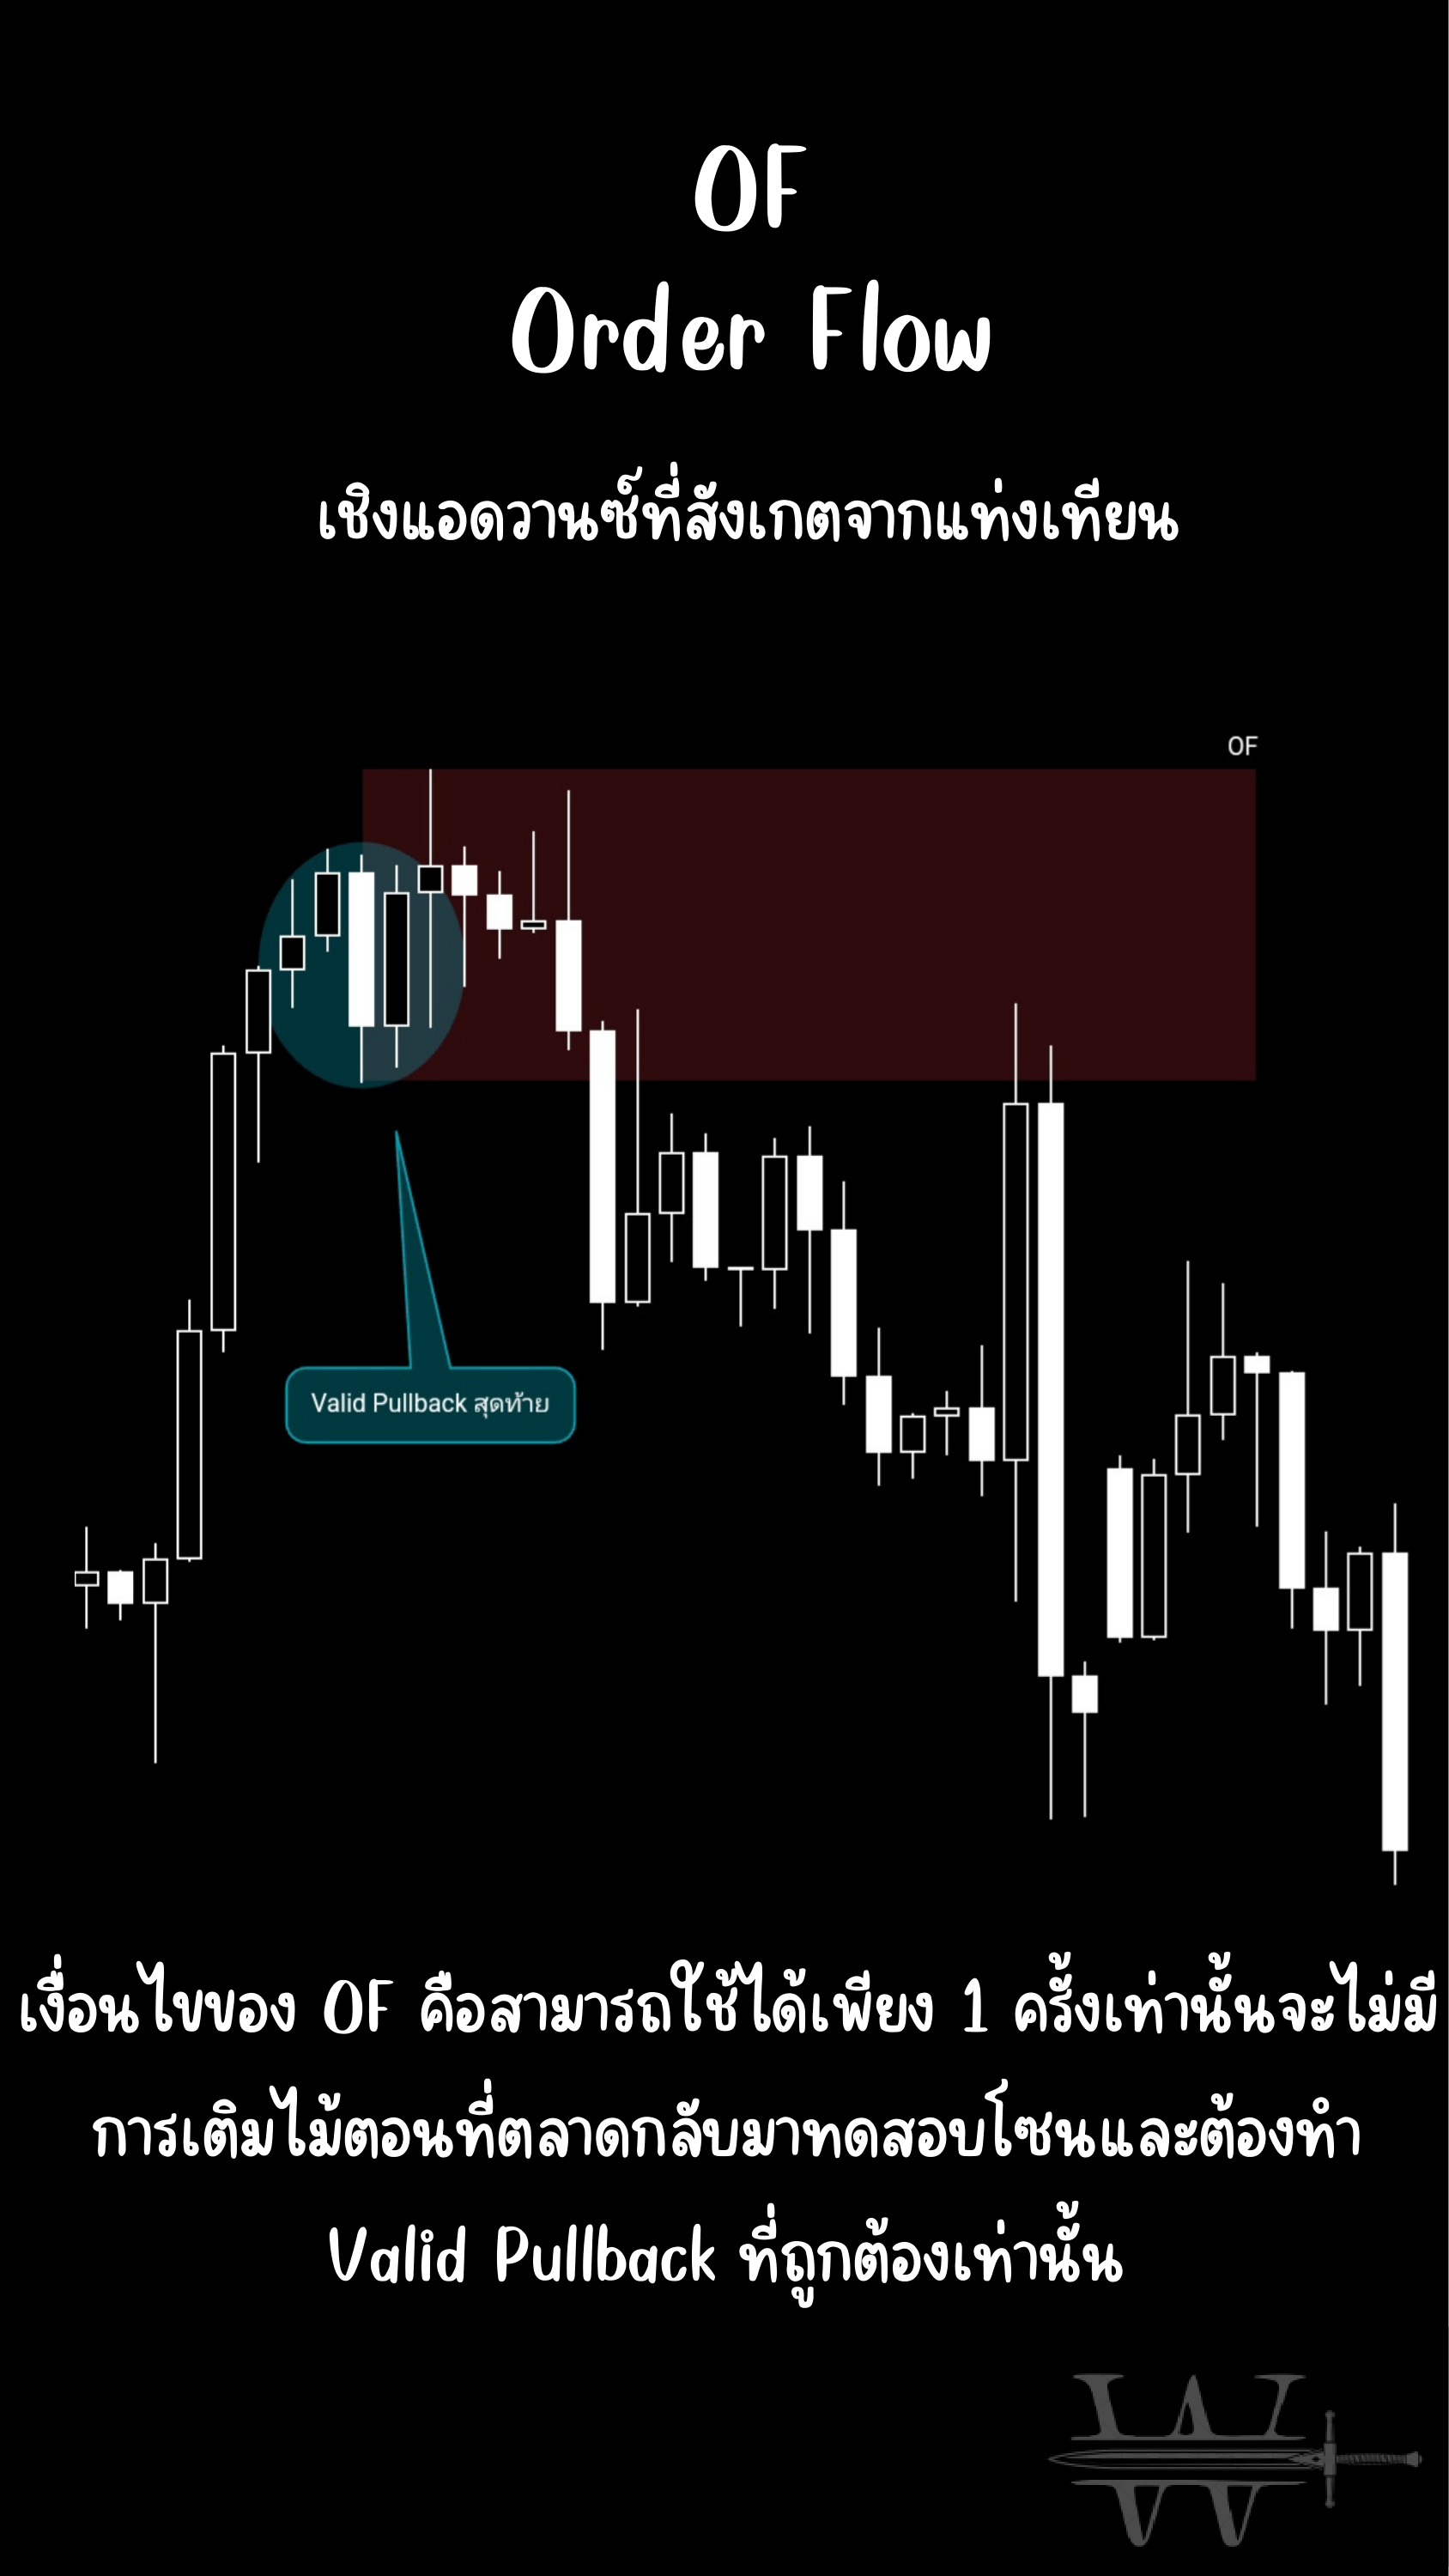 OF
Order Flow
เชิงแอดวานซ์ที่สังเกตจากแท่งเทียน
OF
Valid Pullback สุดท้าย
เงื่อนไขของ OF คือสามารถใช้ได้เพียง 1 ครั้งเท่านั้นจะไม่มี
การเติมไม้ตอนที่ตลาดกลับมาทดสอบโซนและต้องทำ
Valid Pullback ที่ถูกต้องเท่านั้น
W